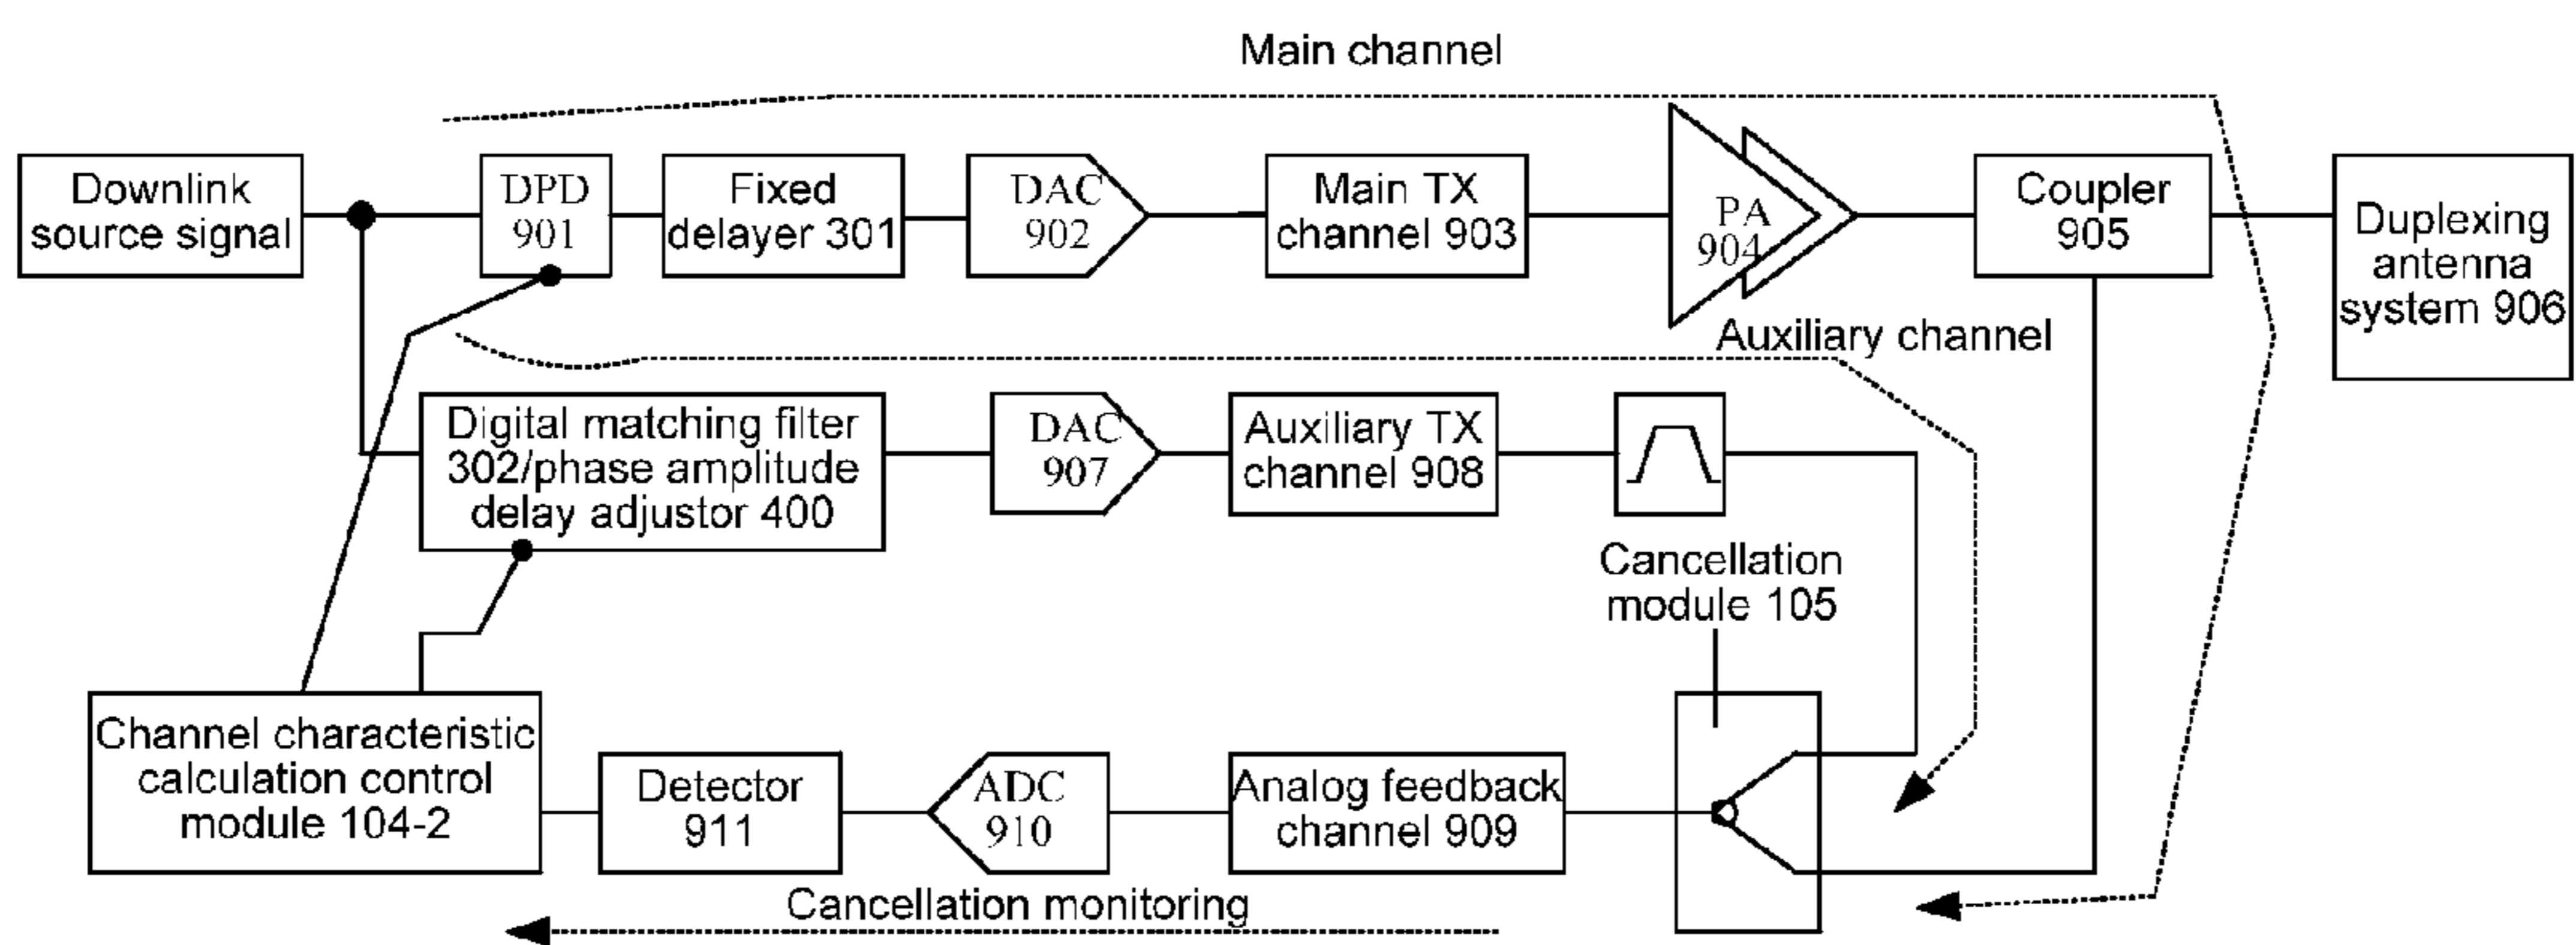 Main channel
Downlink
source signal
DPD
901
Fixed
delayer 301
DAC
902
Main TX
channel 903
PA
904
Coupler
905
Duplexing
antenna
system 906
Auxiliary channel
Digital matching filter
302/phase amplitude
delay adjustor 400
DAC
907
Auxiliary TX
channel 908
Cancellation
module 105
Channel characteristic
calculation control
module 104-2
Detector
911
ADC
910
Analog feedback
channel 909
Cancellation monitoring